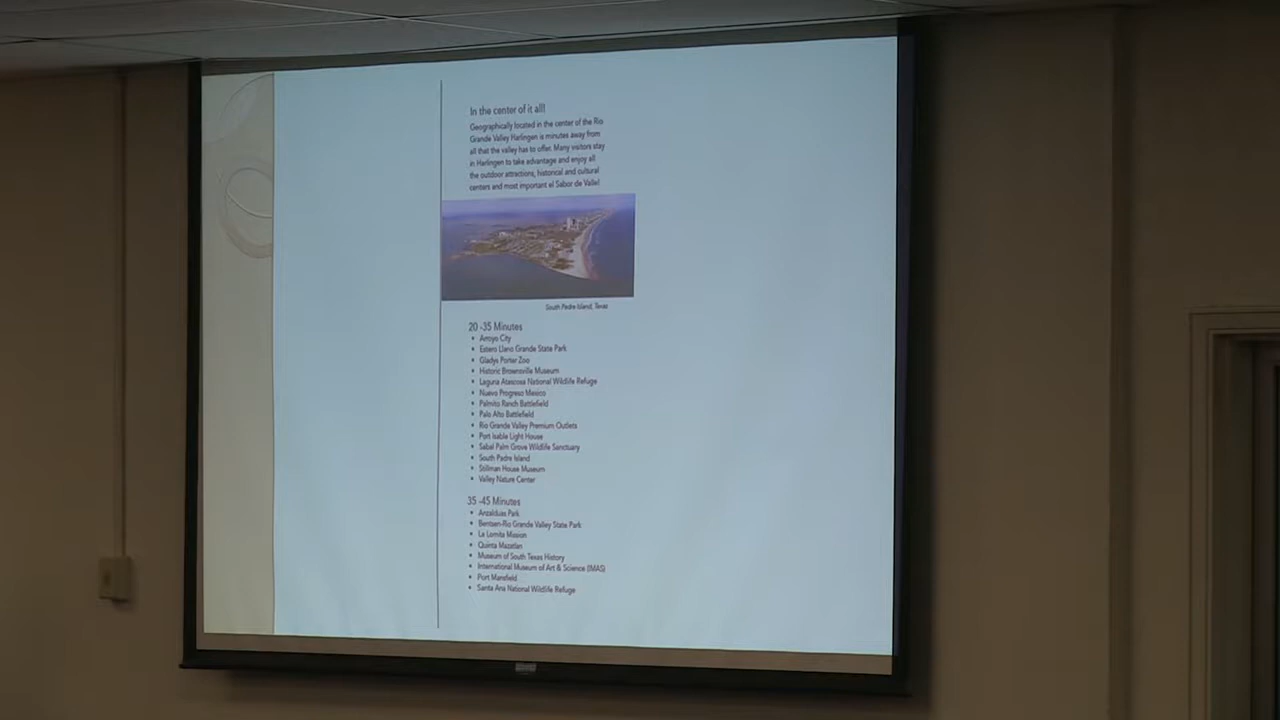 In the center of it all!
Geographically located in the center of the Rio
Grande Valley Harlingen is minutes away from
all that the valley has to offer. Many visitors stay
in Harlingen to take advantage and enjoy all
the outdoor attractions, historical and cultural
centers and most important el Sabor de Valle!
South Padre Island, Texas
20 -35 Minutes
• Arroyo City
• Estero Llano Grande State Park
• Gladys Porter Zoo
• Historic Brownsville Museum
• Laguna Atascosa National Wildlife Refuge
• Nuevo Progreso Mexico
• Palmito Ranch Battlefield
• Palo Alto Battlefield
• Rio Grande Valley Premium Outlets
• Port Isable Light House
• Sabal Palm Grove Wildlife Sanctuary
• South Padre Island
• Stillman House Museum
• Valley Nature Center
35 -45 Minutes
• Anzalduas Park
• Bentsen-Rio Grande Valley State Park
• La Lomita Mission
• Quinta Mazatlan
• Museum of South Texas History
• International Museum of Art & Science (IMAS)
• Port Mansfield
• Santa Ana National Wildlife Refuge